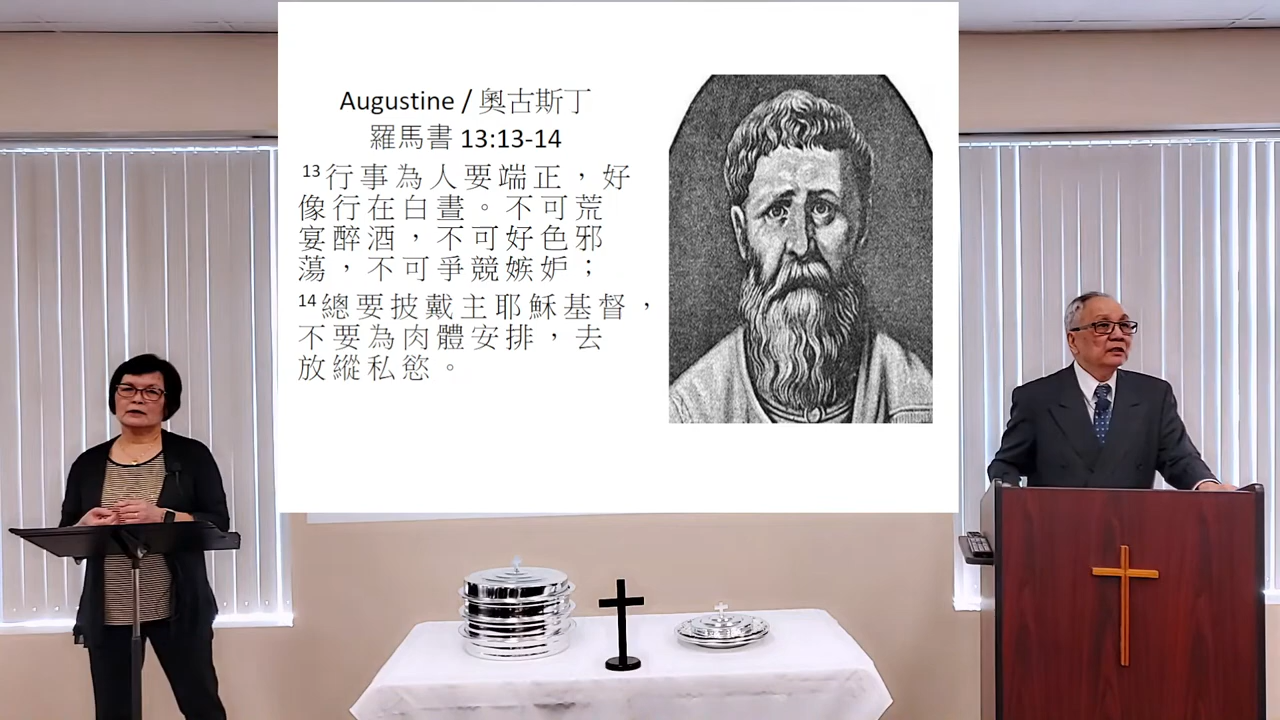 Augustine / 奧古斯丁
羅馬書 13:13-14
13行事為人要端正，好
像行在白晝。不可荒
宴醉酒，不可好色邪
蕩，不可爭競嫉妒；
14總要披戴主耶穌基督，
不要為肉體安排，去
放縱私慾。